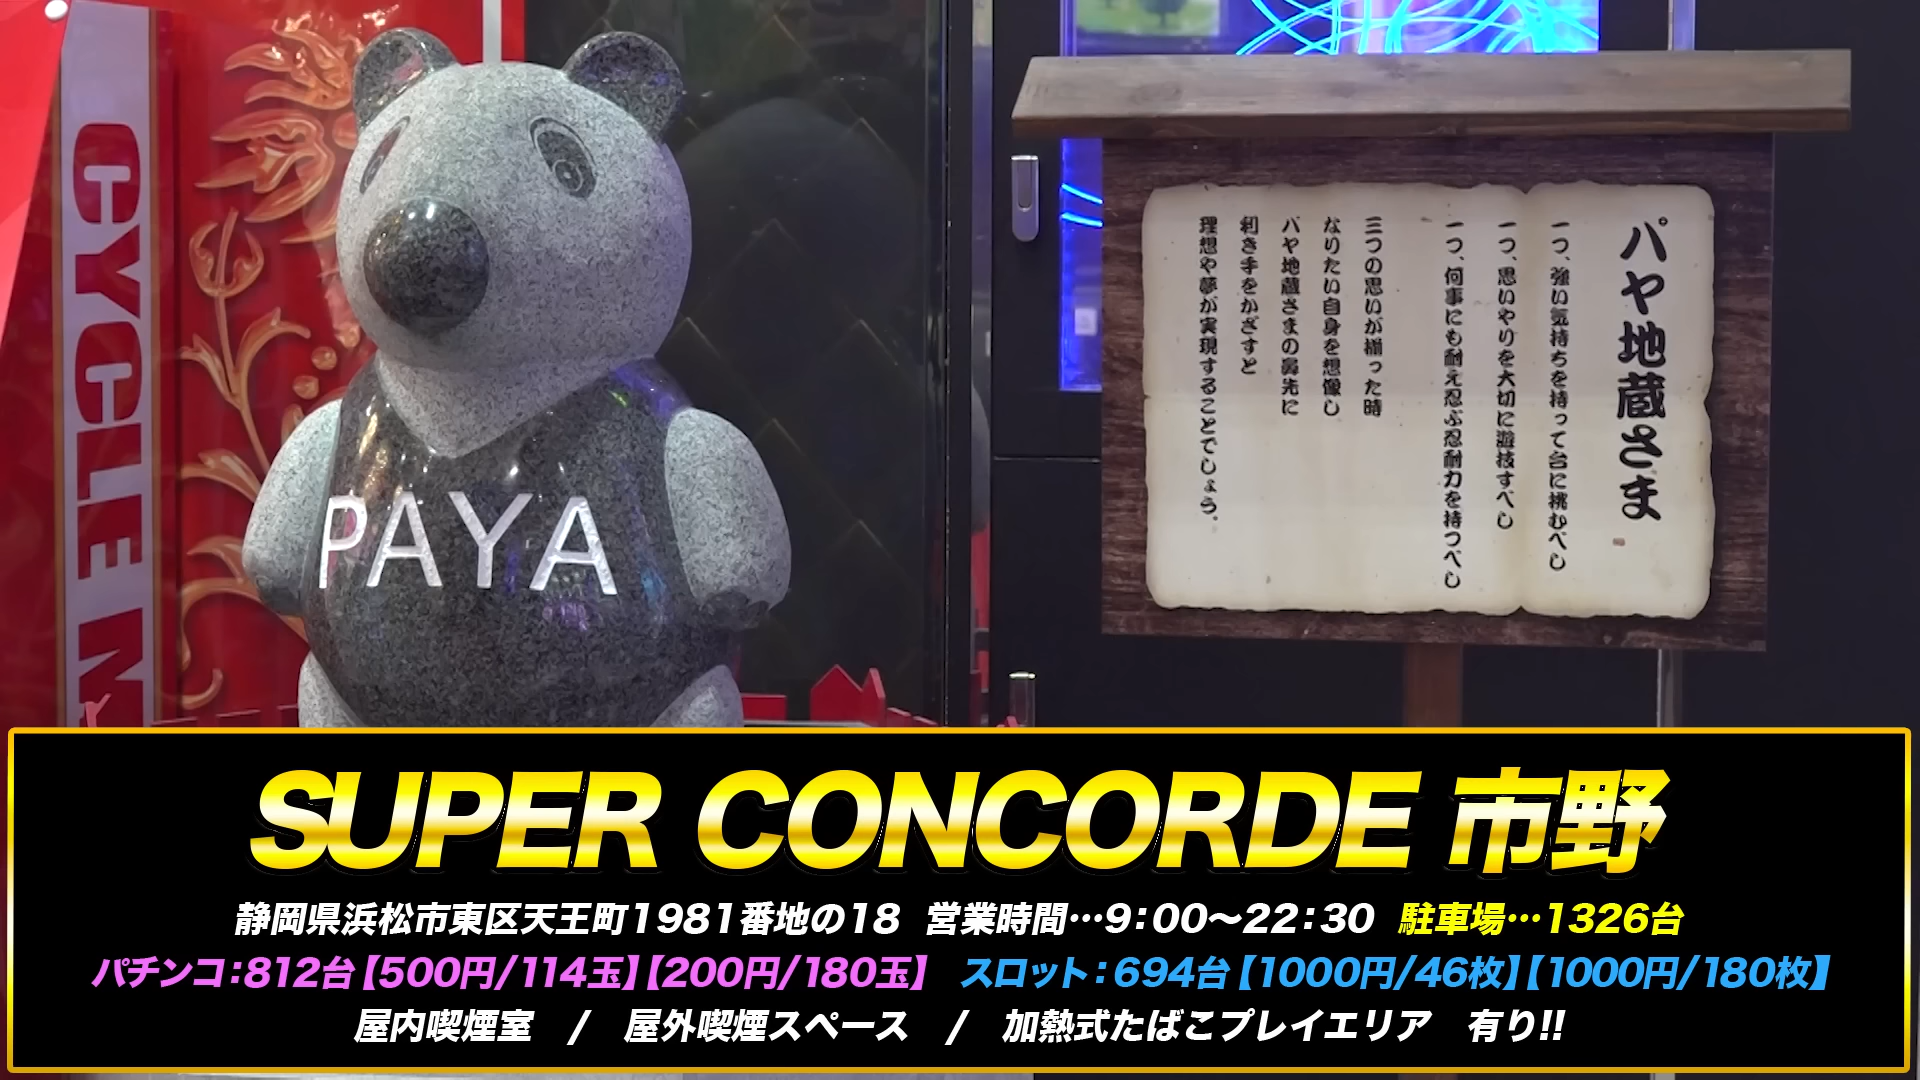 CYCLE
PAYA
パヤ地蔵さま
一つ、強い気持ちを持って台に挑むべし
一つ、思いやりを大切に遊技すべし
一つ、何事にも耐え忍ぶ忍耐力を持つべし
三つの思いが揃った時
なりたい自身を想像し
パヤ地蔵さまの鼻先に
利き手をかざすと
理想や夢が実現することでしょう。
SUPER CONCORDE 市野
静岡県浜松市東区天王町1981番地の18 営業時間…9:00〜22:30 駐車場…1326台
パチンコ:812台【500円/114玉】【200円/180玉】 スロット:694台【1000円/46枚】【1000円/180枚】
屋内喫煙室 / 屋外喫煙スペース / 加熱式たばこプレイエリア 有り!!